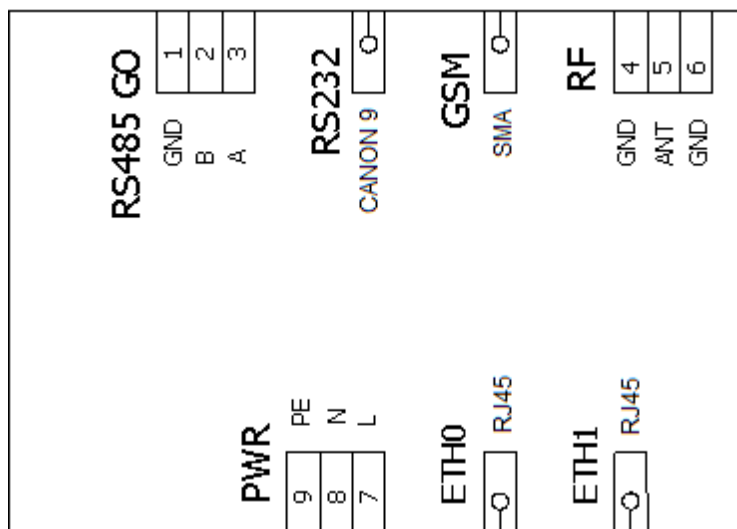 RS485 GO
1
2
3
GND
B
A
RS232
CANON 9
GSM
SMA
RF
4
5
6
GND
ANT
GND
PWR
PE
N
L
9
8
7
ETH0
RJ45
ETH1
RJ45